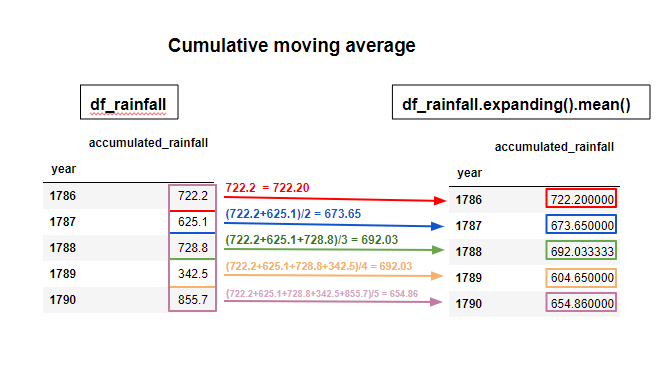 Cumulative moving average
df_rainfall
df_rainfall.expanding().mean()
accumulated_rainfall
year
1786 722.2
1787 625.1
1788 728.8
1789 342.5
1790 855.7
722.2 = 722.20
(722.2+625.1)/2 = 673.65
(722.2+625.1+728.8)/3 = 692.03
(722.2+625.1+728.8+342.5)/4 = 692.03
(722.2+625.1+728.8+342.5+855.7)/5 = 654.86
accumulated_rainfall
year
1786 722.200000
1787 673.650000
1788 692.033333
1789 604.650000
1790 654.860000